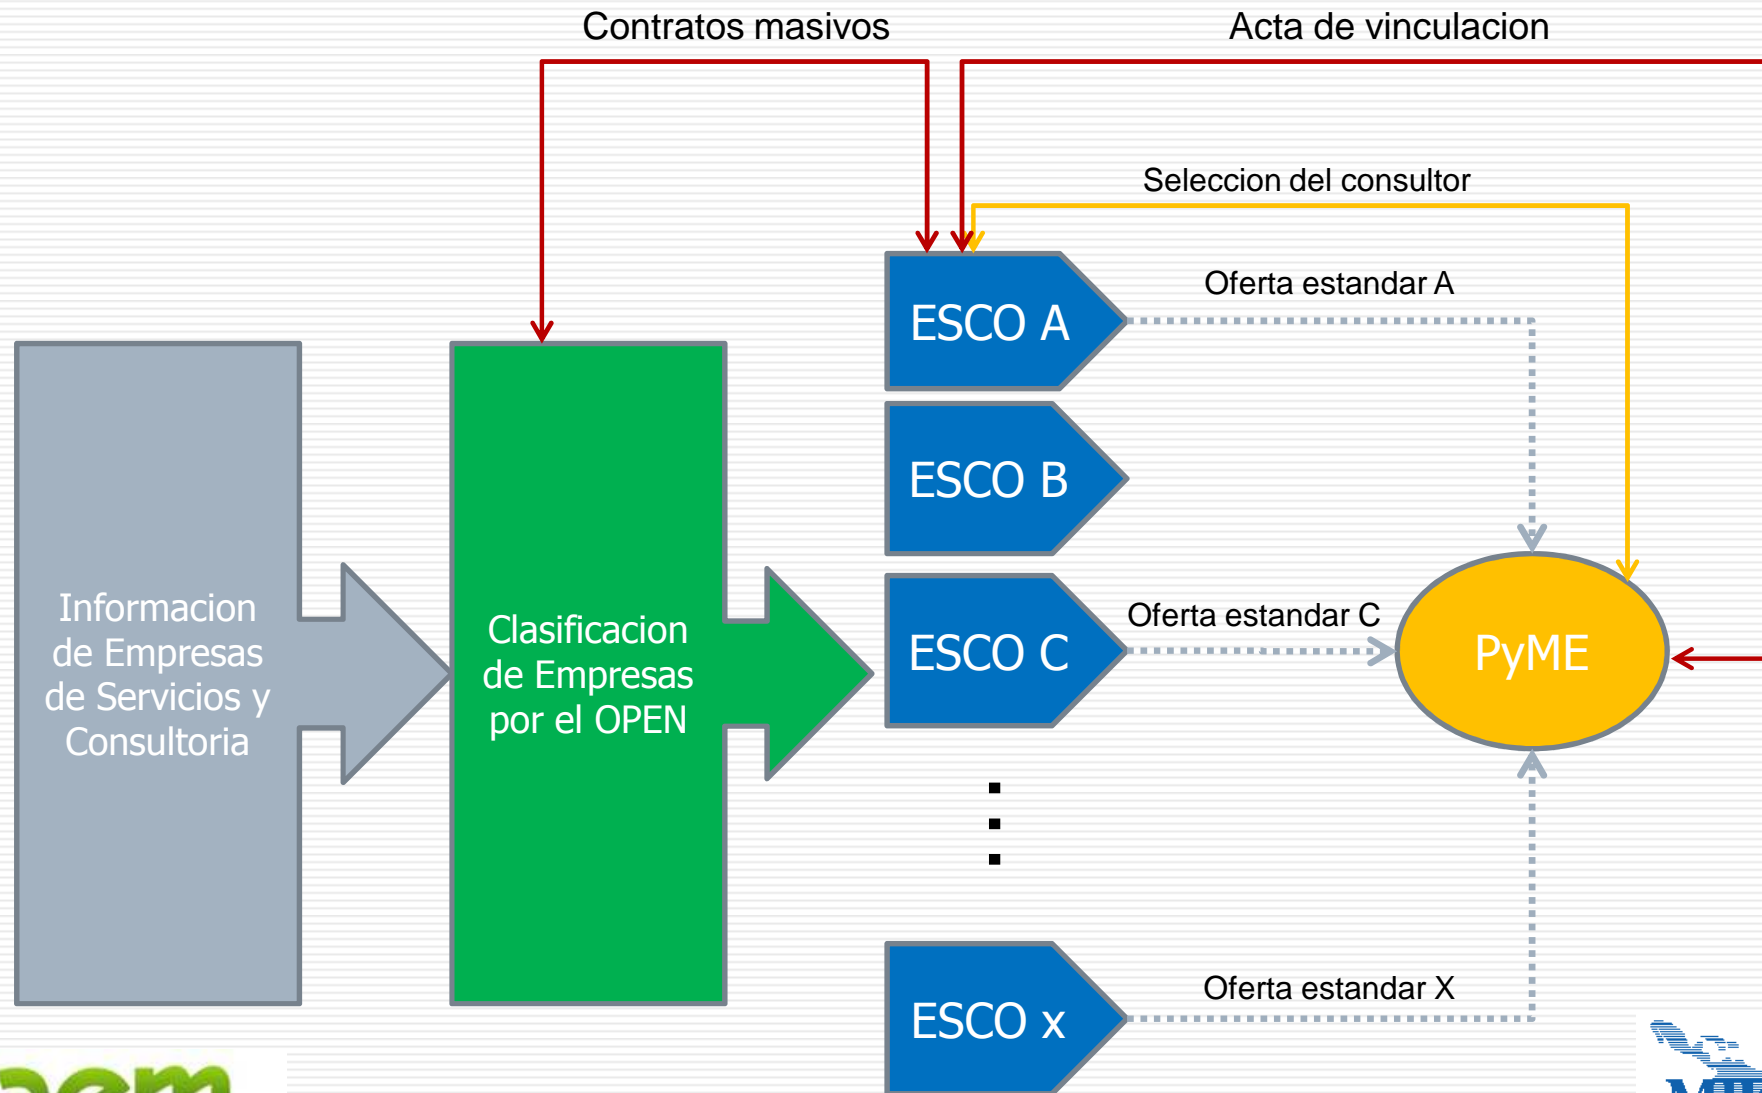 Contratos masivos
Acta de vinculacion
Seleccion del consultor
Oferta estandar A
ESCO A
ESCO B
Informacion
de Empresas
de Servicios y
Consultoria
Clasificacion
de Empresas
por el OPEN
Oferta estandar C
ESCO C
PyME
Oferta estandar X
ESCO x